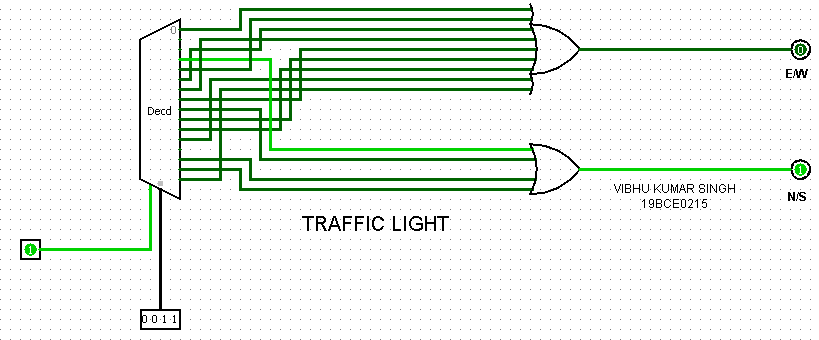 0
0
E/W
Decd
1
N/S
VIBHU KUMAR SINGH
19BCE0215
TRAFFIC LIGHT
1
0 0 1 1